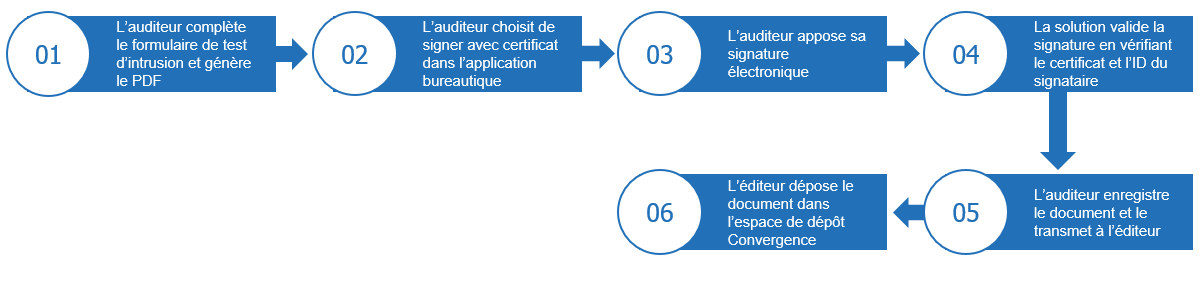 01
L'auditeur complète
le formulaire de test
d'intrusion et génère
le PDF
02
L'auditeur choisit de
signer avec certificat
dans l'application
bureautique
03
L'auditeur appose sa
signature
électronique
04
La solution valide la
signature en vérifiant
le certificat et l'ID du
signataire
05
L'auditeur enregistre
le document et le
transmet à l'éditeur
06
L'éditeur dépose le
document dans
l'espace de dépôt
Convergence